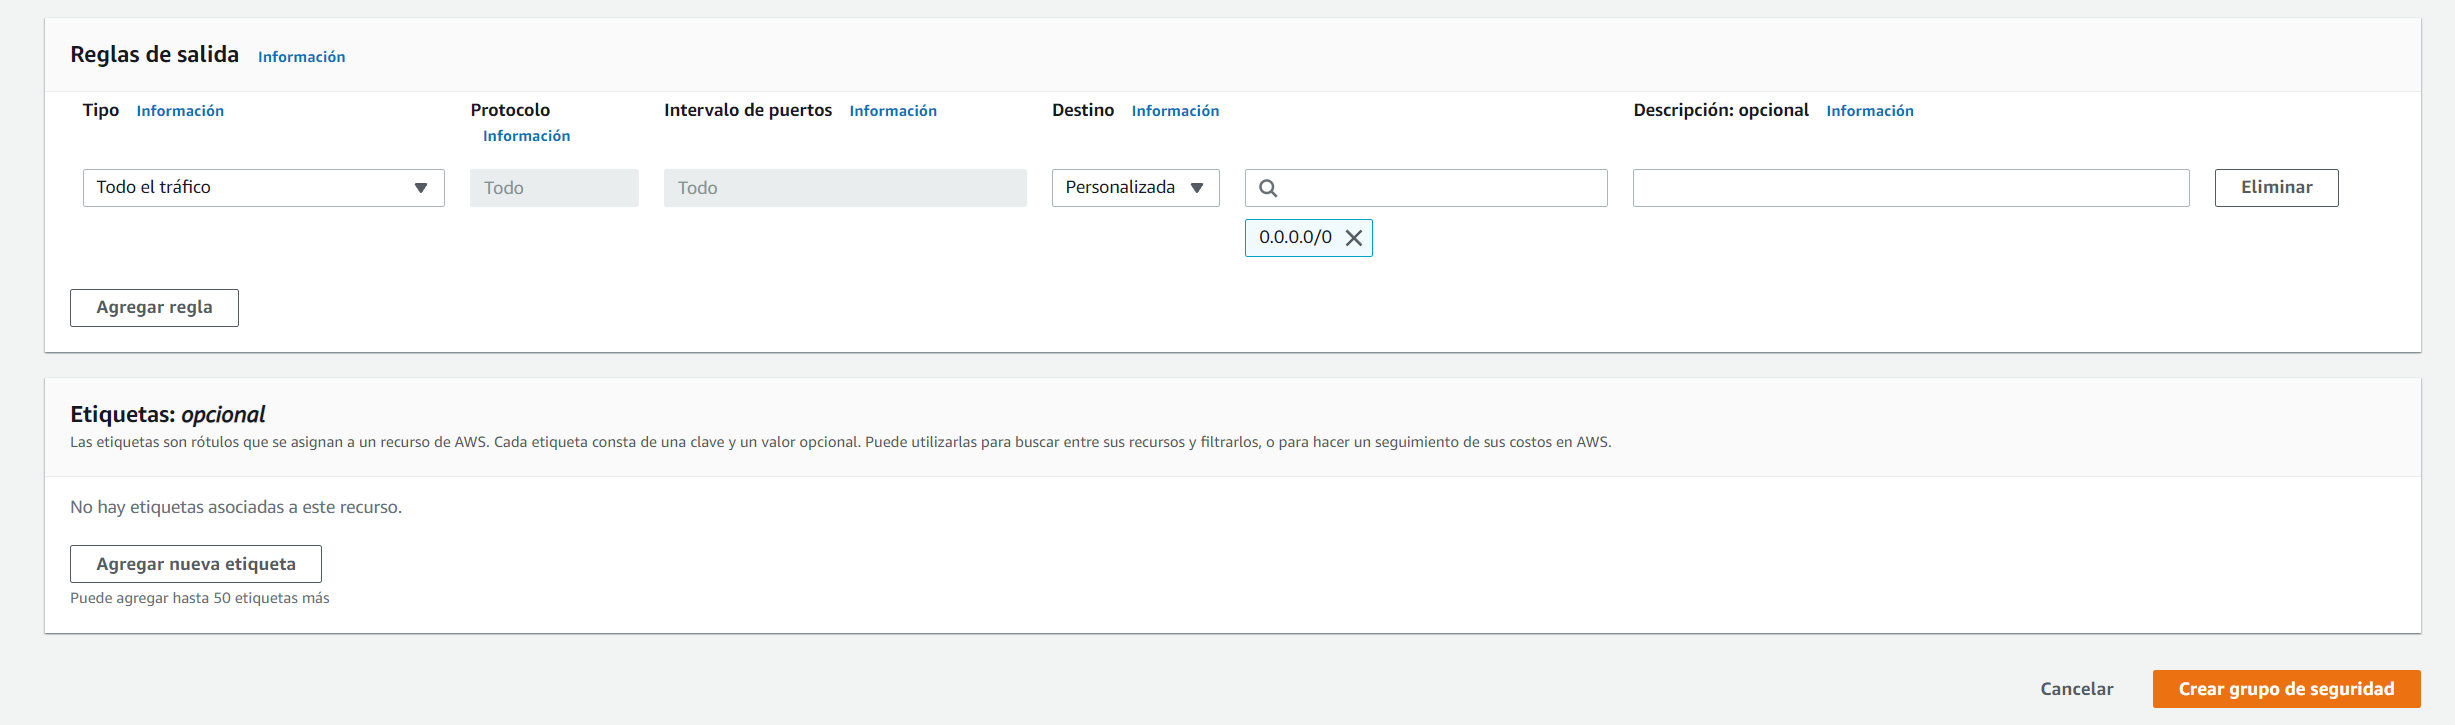 Reglas de salida Información
Tipo Información Protocolo Información Intervalo de puertos Información Destino Información Descripción: opcional Información
Todo el tráfico Todo Todo Personalizada Eliminar
0.0.0.0/0
Agregar regla
Etiquetas: opcional
Las etiquetas son rótulos que se asignan a un recurso de AWS. Cada etiqueta consta de una clave y un valor opcional. Puede utilizarlas para buscar entre sus recursos y filtrarlos, o para hacer un seguimiento de sus costos en AWS.
No hay etiquetas asociadas a este recurso.
Agregar nueva etiqueta
Puede agregar hasta 50 etiquetas más
Cancelar Crear grupo de seguridad